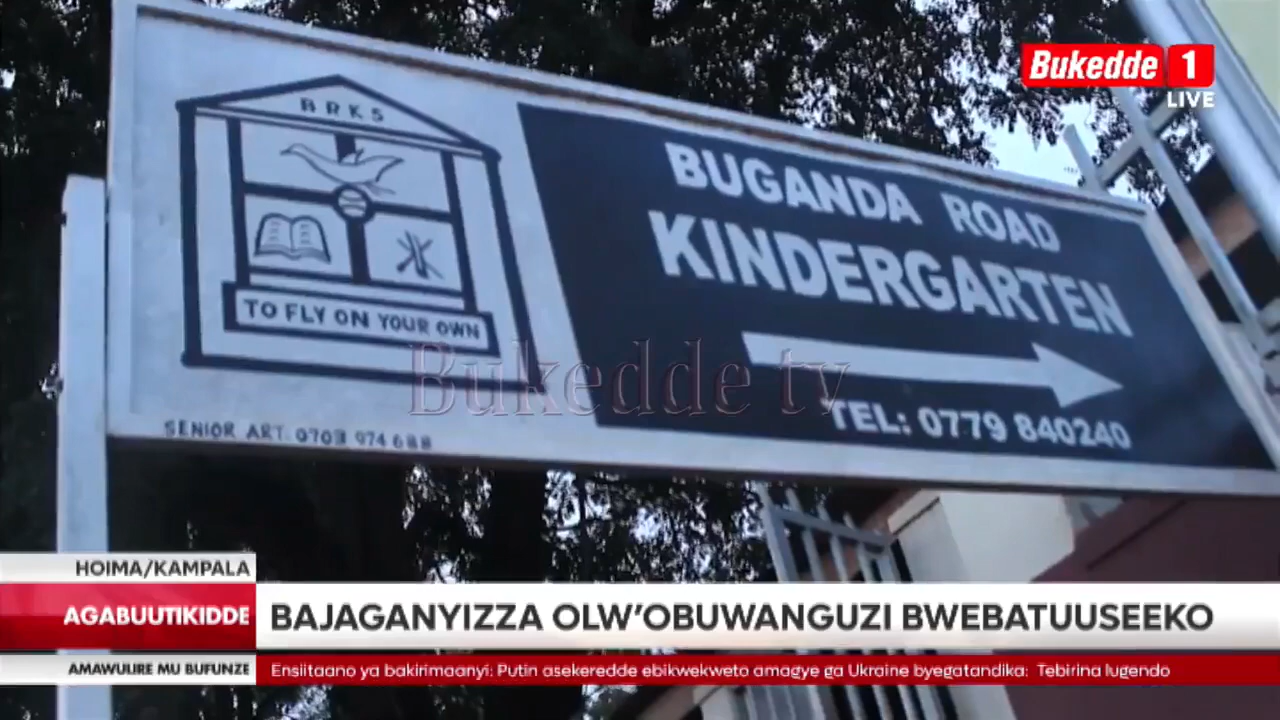 Bukedde 1
LIVE
BRKS
TO FLY ON YOUR OWN
BUGANDA ROAD
KINDERGARTEN
TEL: 0779 840240
SENIOR ART. 0703 974 688
Bukedde tv
HOIMA/KAMPALA
AGABUUTIKIDDE
BAJAGANYIZZA OLW'OBUWANGUZI BWEBATUUSEEKO
AMAWULIRE MU BUFUNZE
Ensiitaano ya bakirimaanyi: Putin asekeredde ebikwekweto amagye ga Ukraine byegatandika: Tebirina lugendo